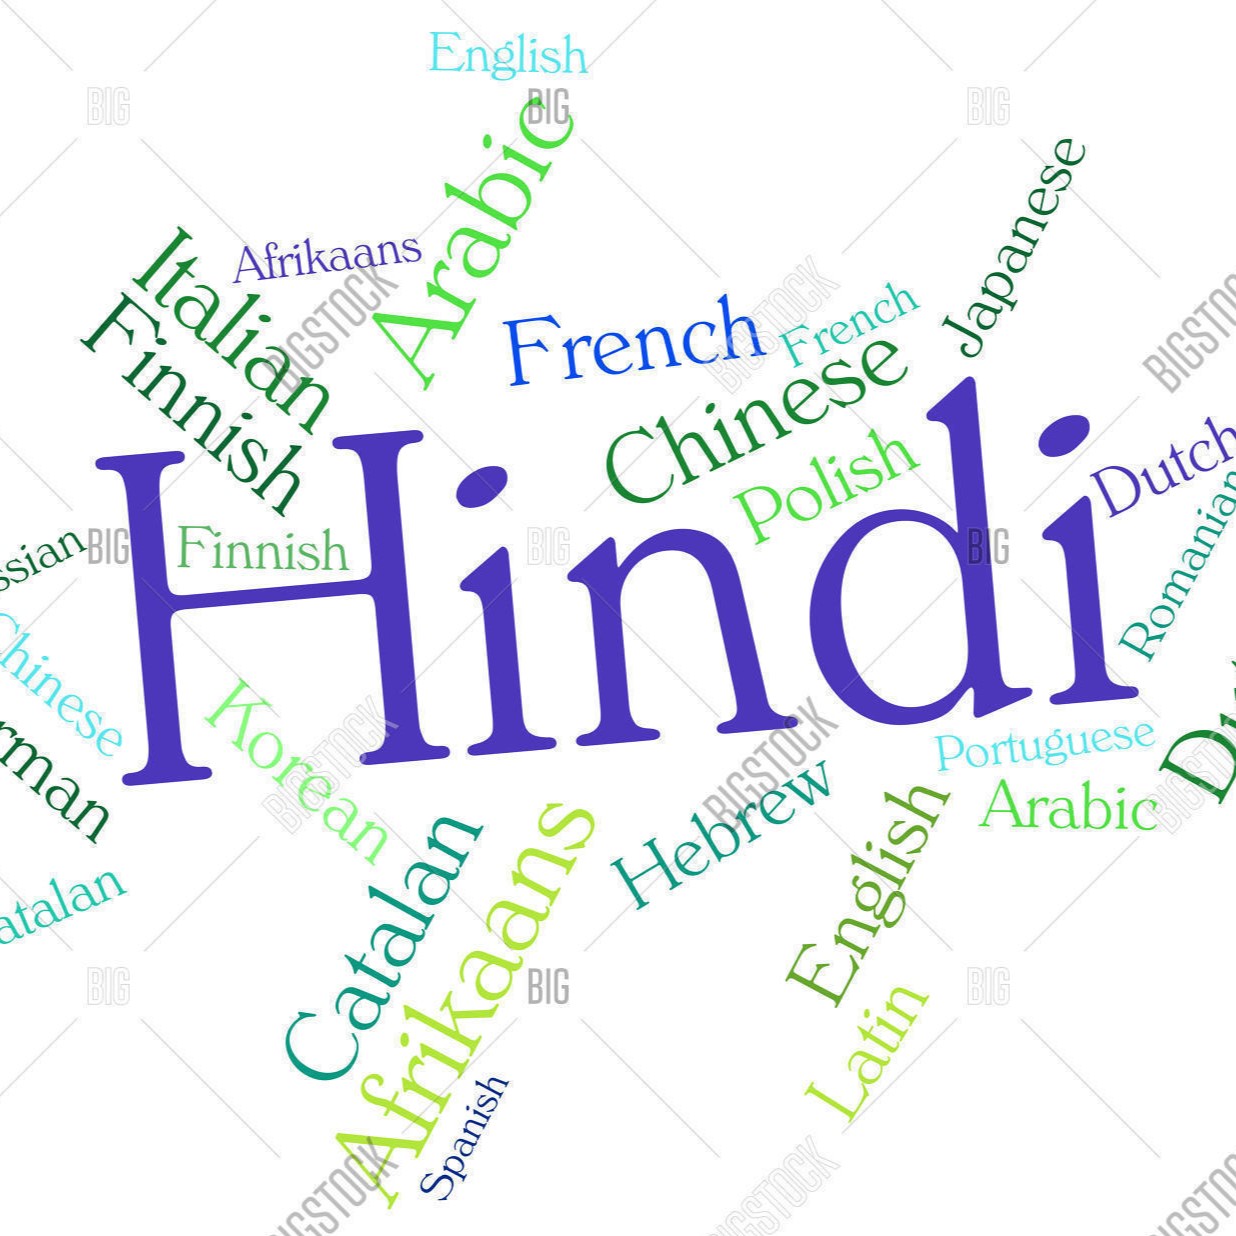 English
Arabic
Japanese
Italian
Afrikaans
Finnish
French
French
Chinese
Polish
Hindi
Dutch
Romanian
ssian
Finnish
Chinese
rman
Korean
Portuguese
Arabic
Hebrew
English
Catalan
Afrikaans
atalan
Latin
Spanish
BIG
BIG
BIG
BIGSTOCK
BIGSTOCK
BIGSTOCK
BIG
BIG
BIG
BIGSTOCK
BIGSTOCK
BIGSTOCK
BIG
BIG
BIG
BIGSTOCK
BIGSTOCK
BIGSTOCK